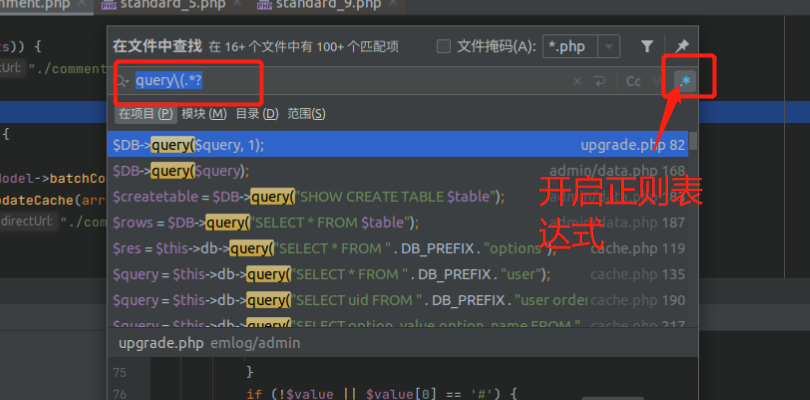 mment.php
standard_5.php
standard_9.php
在文件中查找 在 16+ 个文件中有 100+ 个匹配项
文件掩码(A): *.php
query\(.*?
Cc
.*
在项目 (P) 模块 (M) 目录 (D) 范围(S)
ts)) {
ctUrl: "./comment
{
Model->batchCo
pdateCache(arr
directUrl: "./com
$DB->query($query, 1); upgrade.php 82
$DB->query($query); admin/data.php 168
$createtable = $DB->query("SHOW CREATE TABLE $table");
$rows = $DB->query("SELECT * FROM $table"); admin/data.php 187
$res = $this->db->query("SELECT * FROM " . DB_PREFIX . "options"); cache.php 119
$query = $this->db->query("SELECT * FROM " . DB_PREFIX . "user"); cache.php 135
$query = $this->db->query("SELECT uid FROM " . DB_PREFIX . "user orde cache.php 190
$query = $this->db->query("SELECT option_value,option_name FROM " cache.php 217
开启正则表
达式
upgrade.php emlog/admin
75 }
76 if (!$value || $value[0] == '#') {